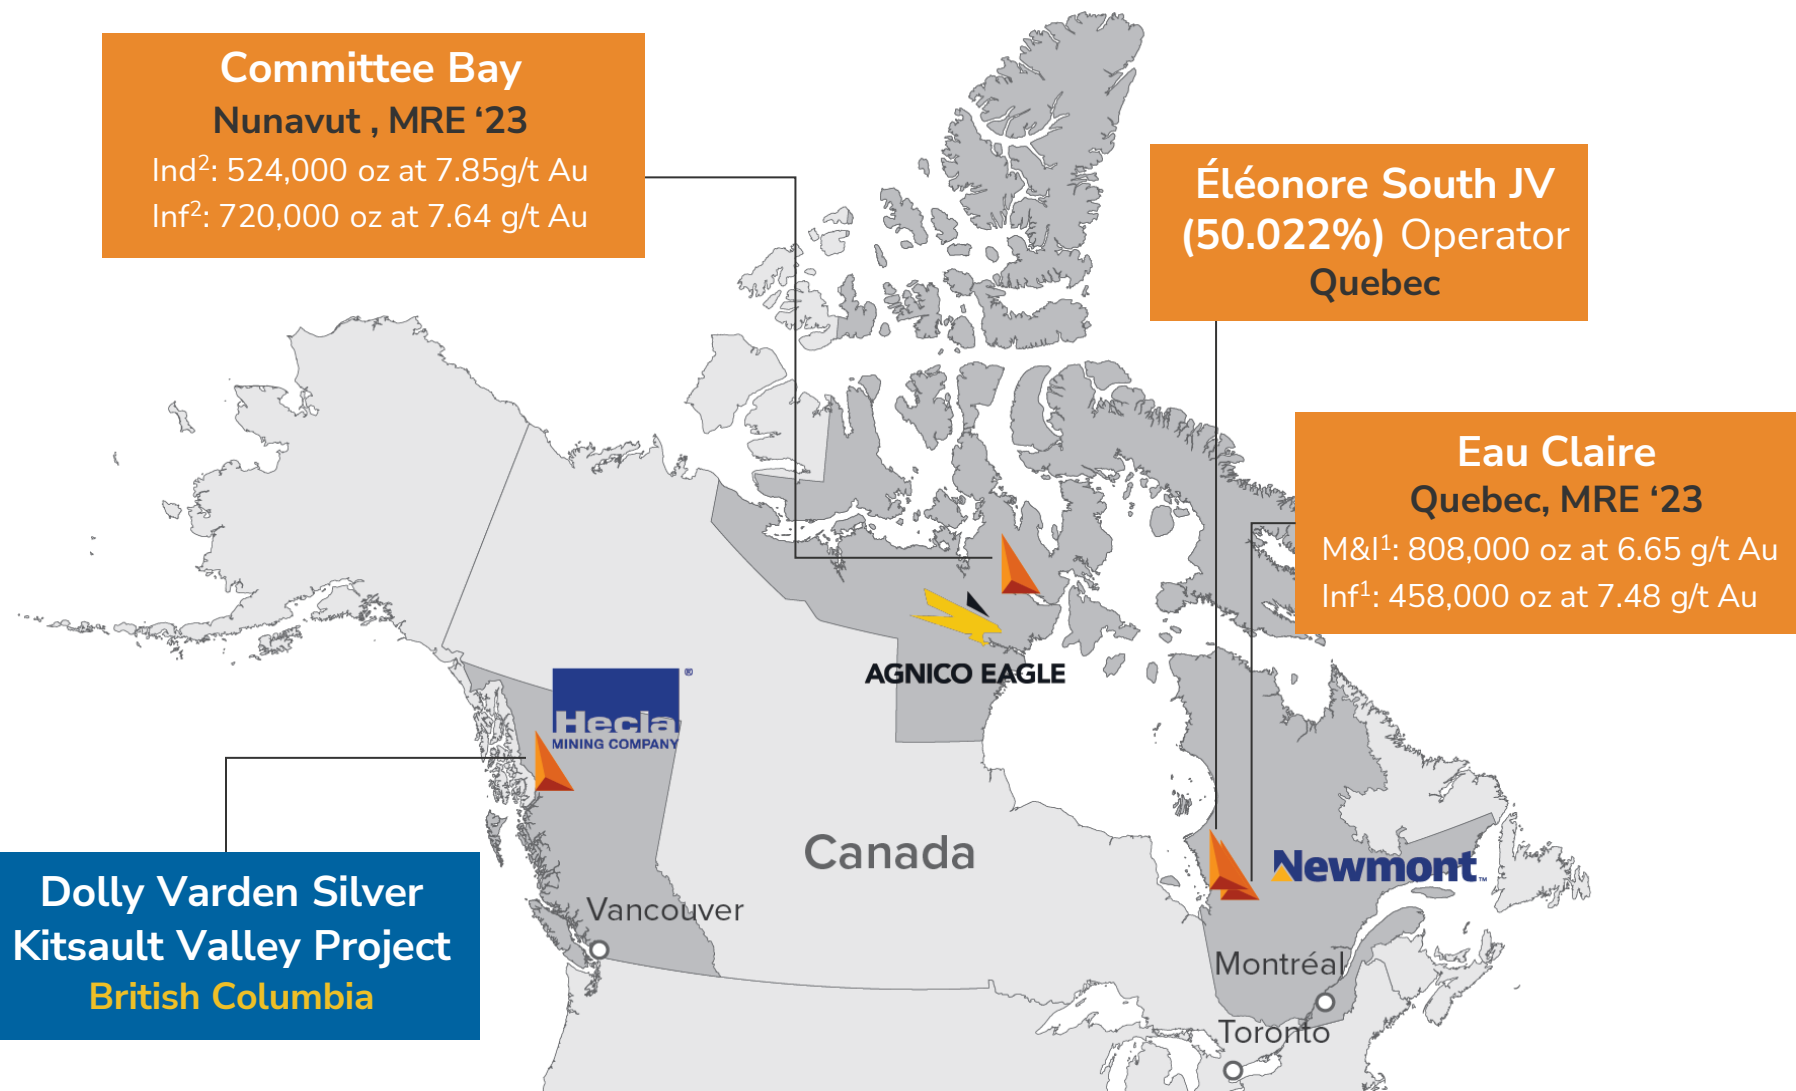 Committee Bay
Nunavut , MRE ‘23
Ind²: 524,000 oz at 7.85g/t Au
Inf²: 720,000 oz at 7.64 g/t Au
Éléonore South JV
(50.022%) Operator
Quebec
Eau Claire
Quebec, MRE ‘23
M&I¹: 808,000 oz at 6.65 g/t Au
Inf¹: 458,000 oz at 7.48 g/t Au
AGNICO EAGLE
Hecla ®
MINING COMPANY
Canada
Newmont™
Dolly Varden Silver
Kitsault Valley Project
British Columbia
Vancouver
Montréal
Toronto